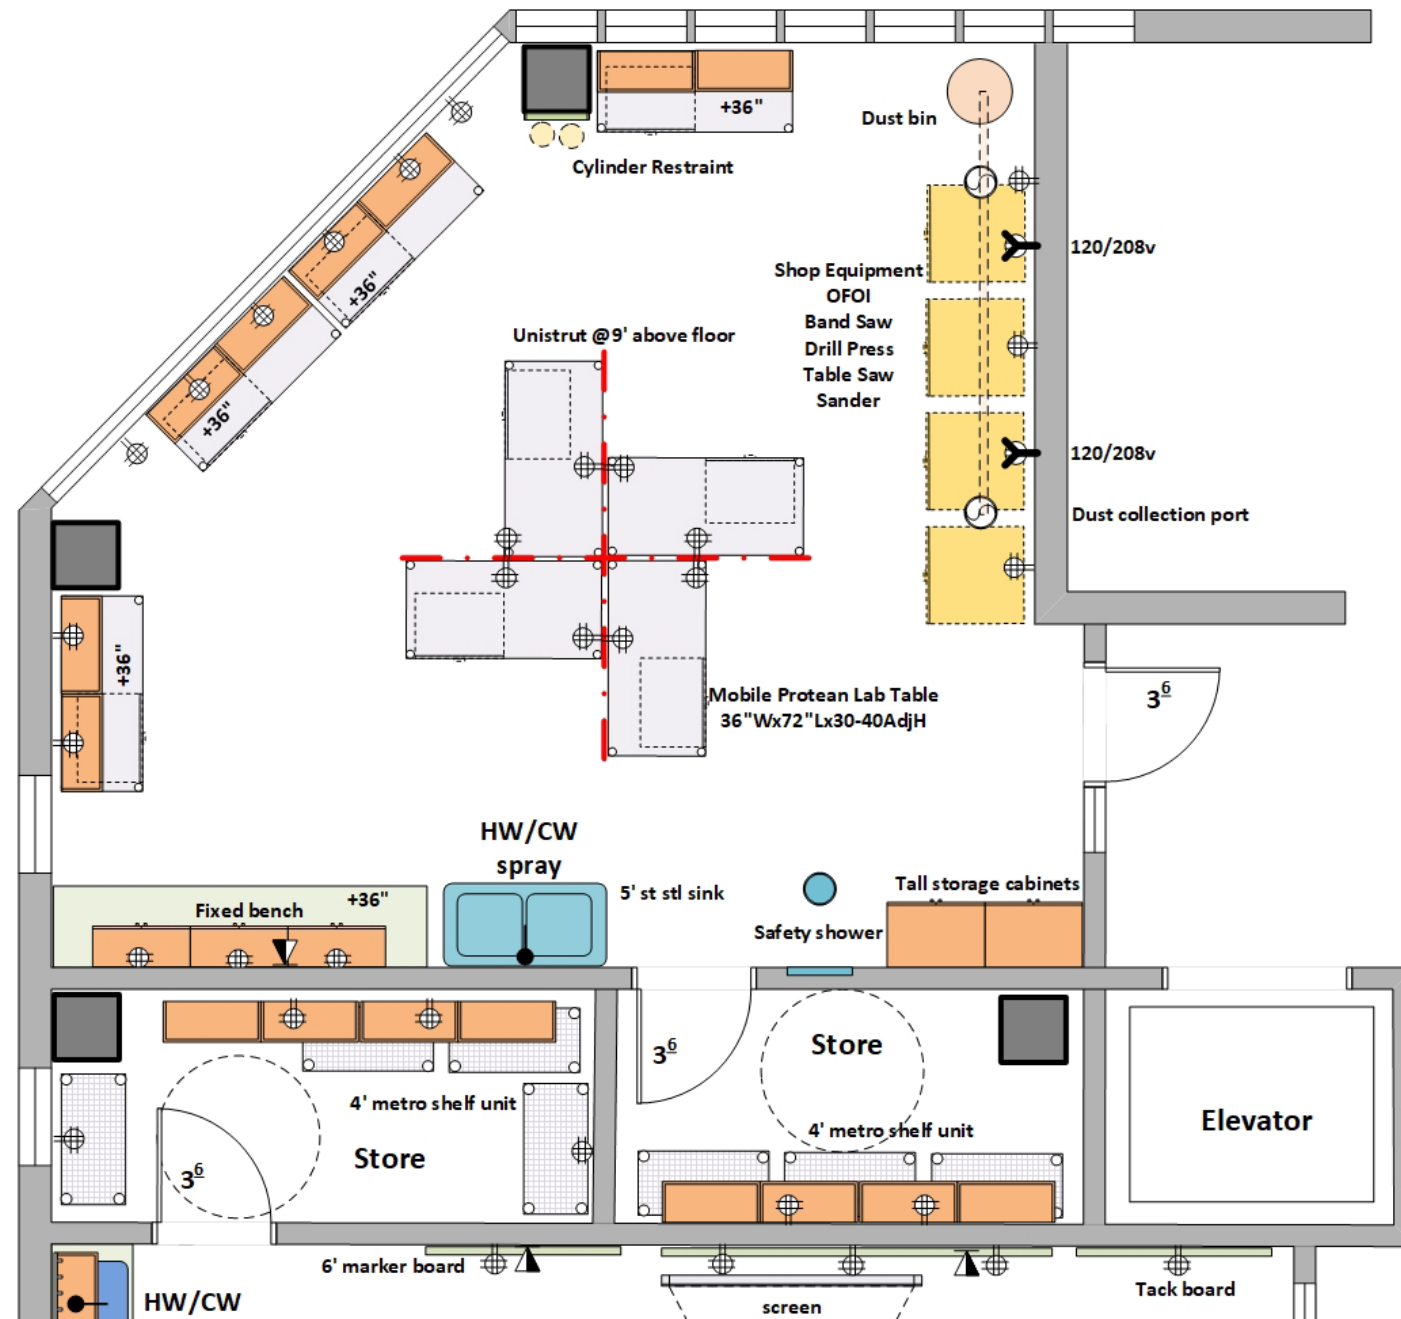 +36"
Dust bin
Cylinder Restraint
120/208v
Shop Equipment
OFOI
Band Saw
Drill Press
Table Saw
Sander
+36"
Unistrut @9' above floor
+36"
120/208v
Dust collection port
+36"
Mobile Protean Lab Table
36"Wx72"Lx30-40AdjH
3 6
HW/CW
spray
5' st stl sink
Tall storage cabinets
+36"
Fixed bench
Safety shower
Store
3 6
4' metro shelf unit
4' metro shelf unit
Store
3 6
Elevator
6' marker board
Tack board
HW/CW
screen